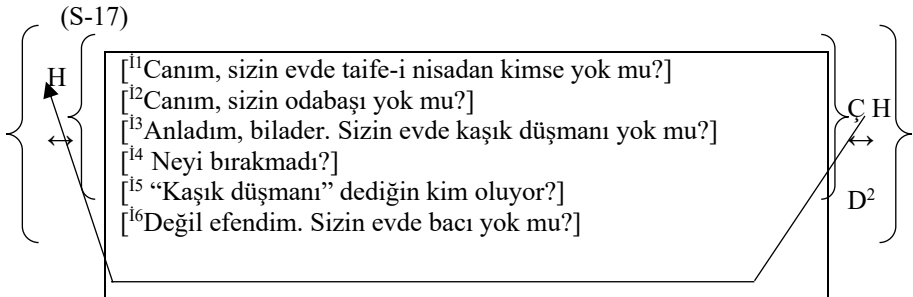 (S-17)
H
[İ1Canım, sizin evde taife-i nisadan kimse yok mu?]
[İ2Canım, sizin odabaşı yok mu?]
[İ3Anladım, bilader. Sizin evde kaşık düşmanı yok mu?]
Ç H
[İ4 Neyi bırakmadı?]
[İ5 “Kaşık düşmanı” dediğin kim oluyor?]
[İ6Değil efendim. Sizin evde bacı yok mu?]
D2